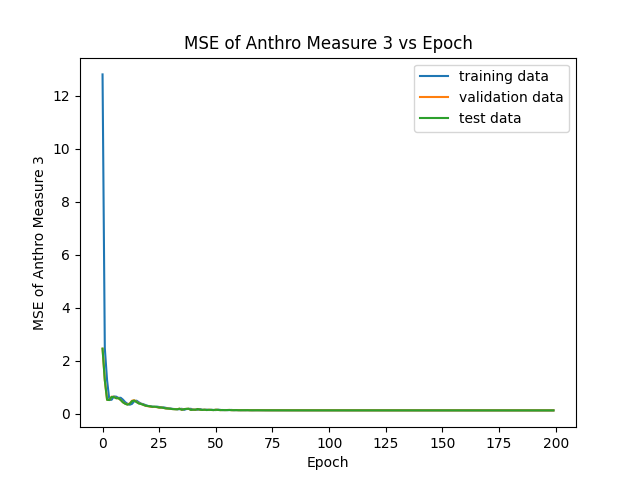 MSE of Anthro Measure 3 vs Epoch
training data
validation data
test data
MSE of Anthro Measure 3
12
10
8
6
4
2
0
0 25 50 75 100 125 150 175 200
Epoch